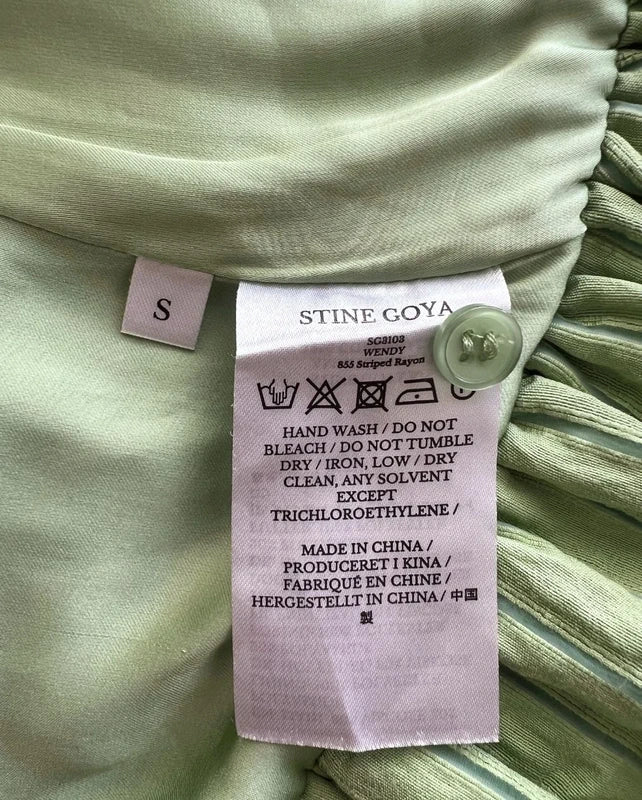 S
STINE GOYA
SG3103
WENDY
855 Striped Rayon
HAND WASH / DO NOT
BLEACH / DO NOT TUMBLE
DRY / IRON, LOW / DRY
CLEAN, ANY SOLVENT
EXCEPT
TRICHLOROETHYLENE /
MADE IN CHINA /
PRODUCERET I KINA /
FABRIQUÉ EN CHINE /
HERGESTELLT IN CHINA / 中国
製